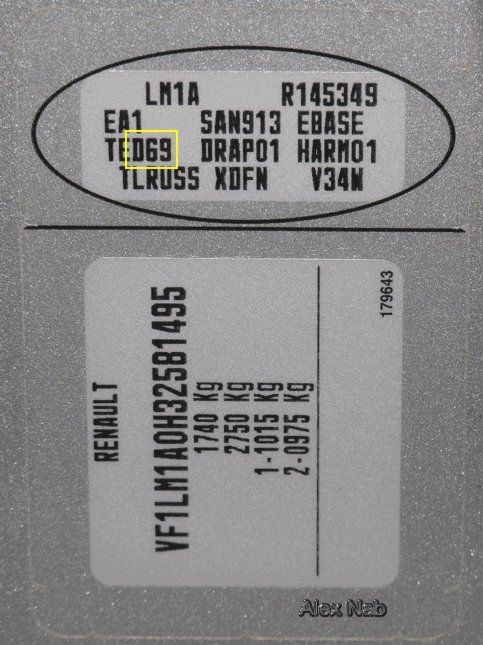 LM1A R145349
EA1 SAN913 EBASE
TED69 DRAP01 HARM01
TLRUSS XDFN V34W
179643
RENAULT
VF1LM1A0H32581495
1740 Kg
2750 Kg
1-1015 Kg
2-0975 Kg
Alex Nab